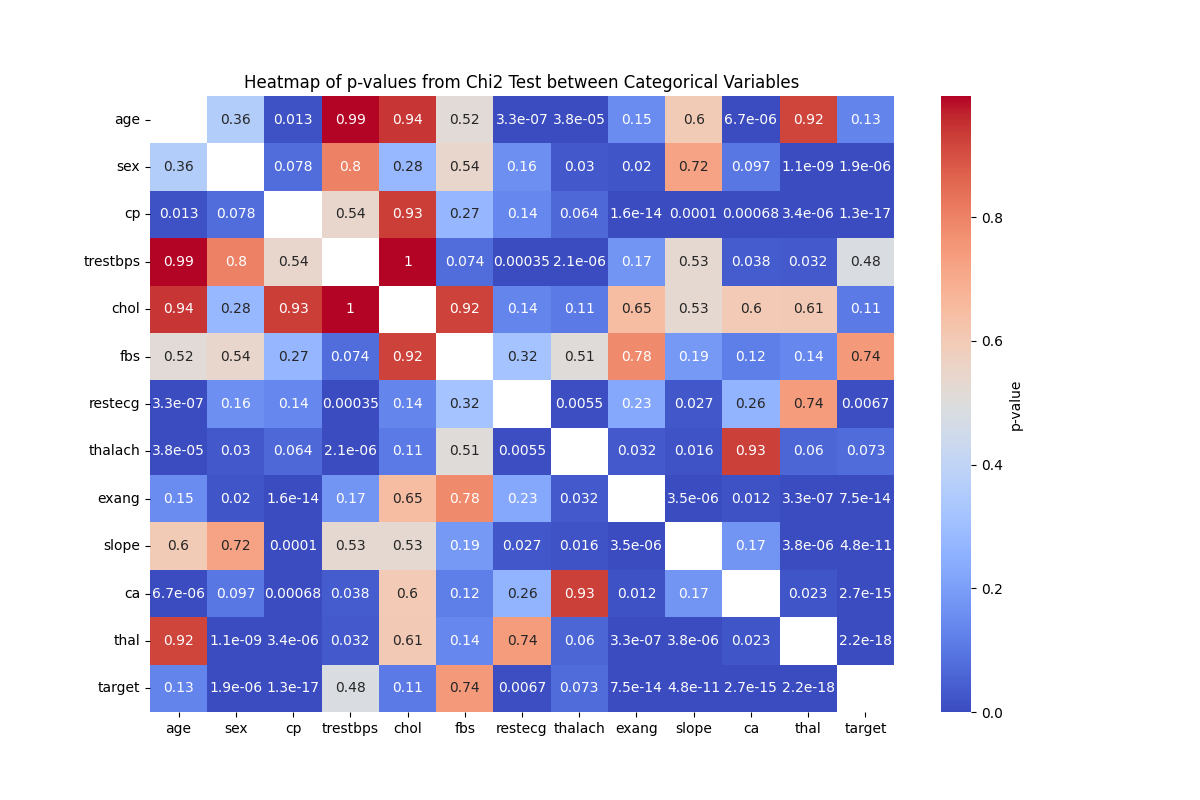 Heatmap of p-values from Chi2 Test between Categorical Variables
age 0.36 0.013 0.99 0.94 0.52 3.3e-07 3.8e-05 0.15 0.6 6.7e-06 0.92 0.13
sex 0.36 0.078 0.8 0.28 0.54 0.16 0.03 0.02 0.72 0.097 1.1e-09 1.9e-06
cp 0.013 0.078 0.54 0.93 0.27 0.14 0.064 1.6e-14 0.0001 0.00068 3.4e-06 1.3e-17
trestbps 0.99 0.8 0.54 1 0.074 0.00035 2.1e-06 0.17 0.53 0.038 0.032 0.48
chol 0.94 0.28 0.93 1 0.92 0.14 0.11 0.65 0.53 0.6 0.61 0.11
fbs 0.52 0.54 0.27 0.074 0.92 0.32 0.51 0.78 0.19 0.12 0.14 0.74
restecg 3.3e-07 0.16 0.14 0.00035 0.14 0.32 0.0055 0.23 0.027 0.26 0.74 0.0067
thalach 3.8e-05 0.03 0.064 2.1e-06 0.11 0.51 0.0055 0.032 0.016 0.93 0.06 0.073
exang 0.15 0.02 1.6e-14 0.17 0.65 0.78 0.23 0.032 3.5e-06 0.012 3.3e-07 7.5e-14
slope 0.6 0.72 0.0001 0.53 0.53 0.19 0.027 0.016 3.5e-06 0.17 3.8e-06 4.8e-11
ca 6.7e-06 0.097 0.00068 0.038 0.6 0.12 0.26 0.93 0.012 0.17 0.023 2.7e-15
thal 0.92 1.1e-09 3.4e-06 0.032 0.61 0.14 0.74 0.06 3.3e-07 3.8e-06 0.023 2.2e-18
target 0.13 1.9e-06 1.3e-17 0.48 0.11 0.74 0.0067 0.073 7.5e-14 4.8e-11 2.7e-15 2.2e-18
age sex cp trestbps chol fbs restecg thalach exang slope ca thal target
0.8
0.6
0.4
0.2
0.0
p-value